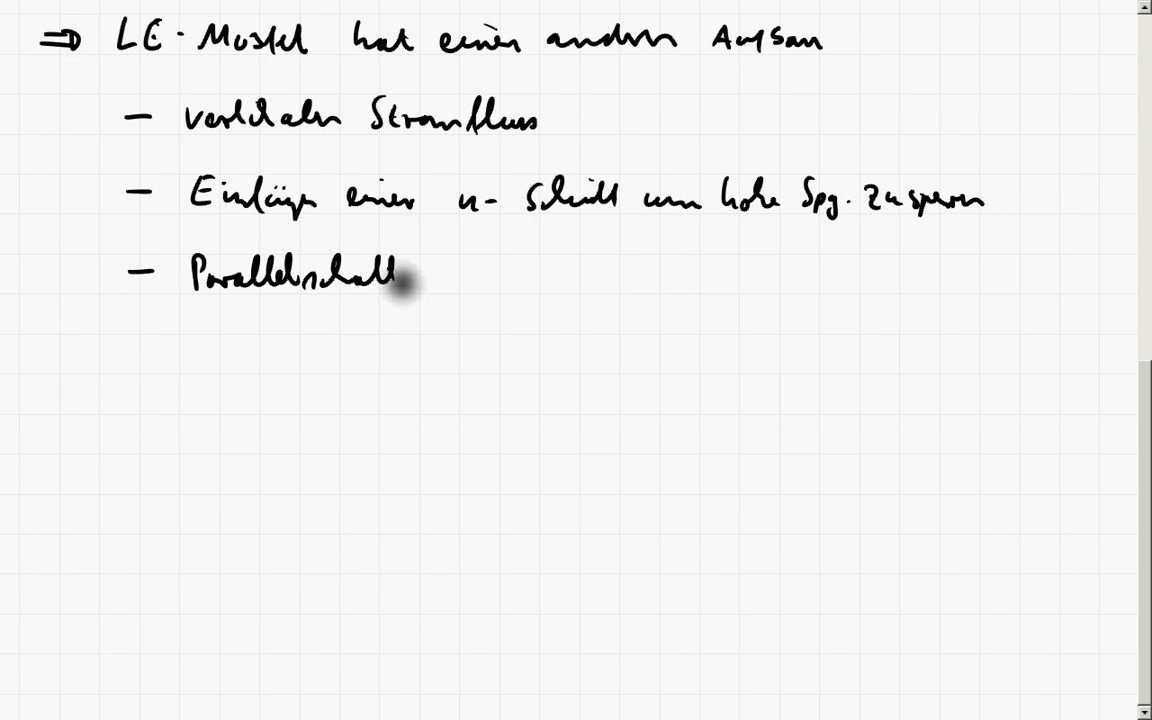 ⇒ LE-Mosfet hat einen andern Aufbau
– vertikaler Stromfluss
– Einfügen einer n- Schicht um hohe Spg. zu sperren
– Parallelschalt